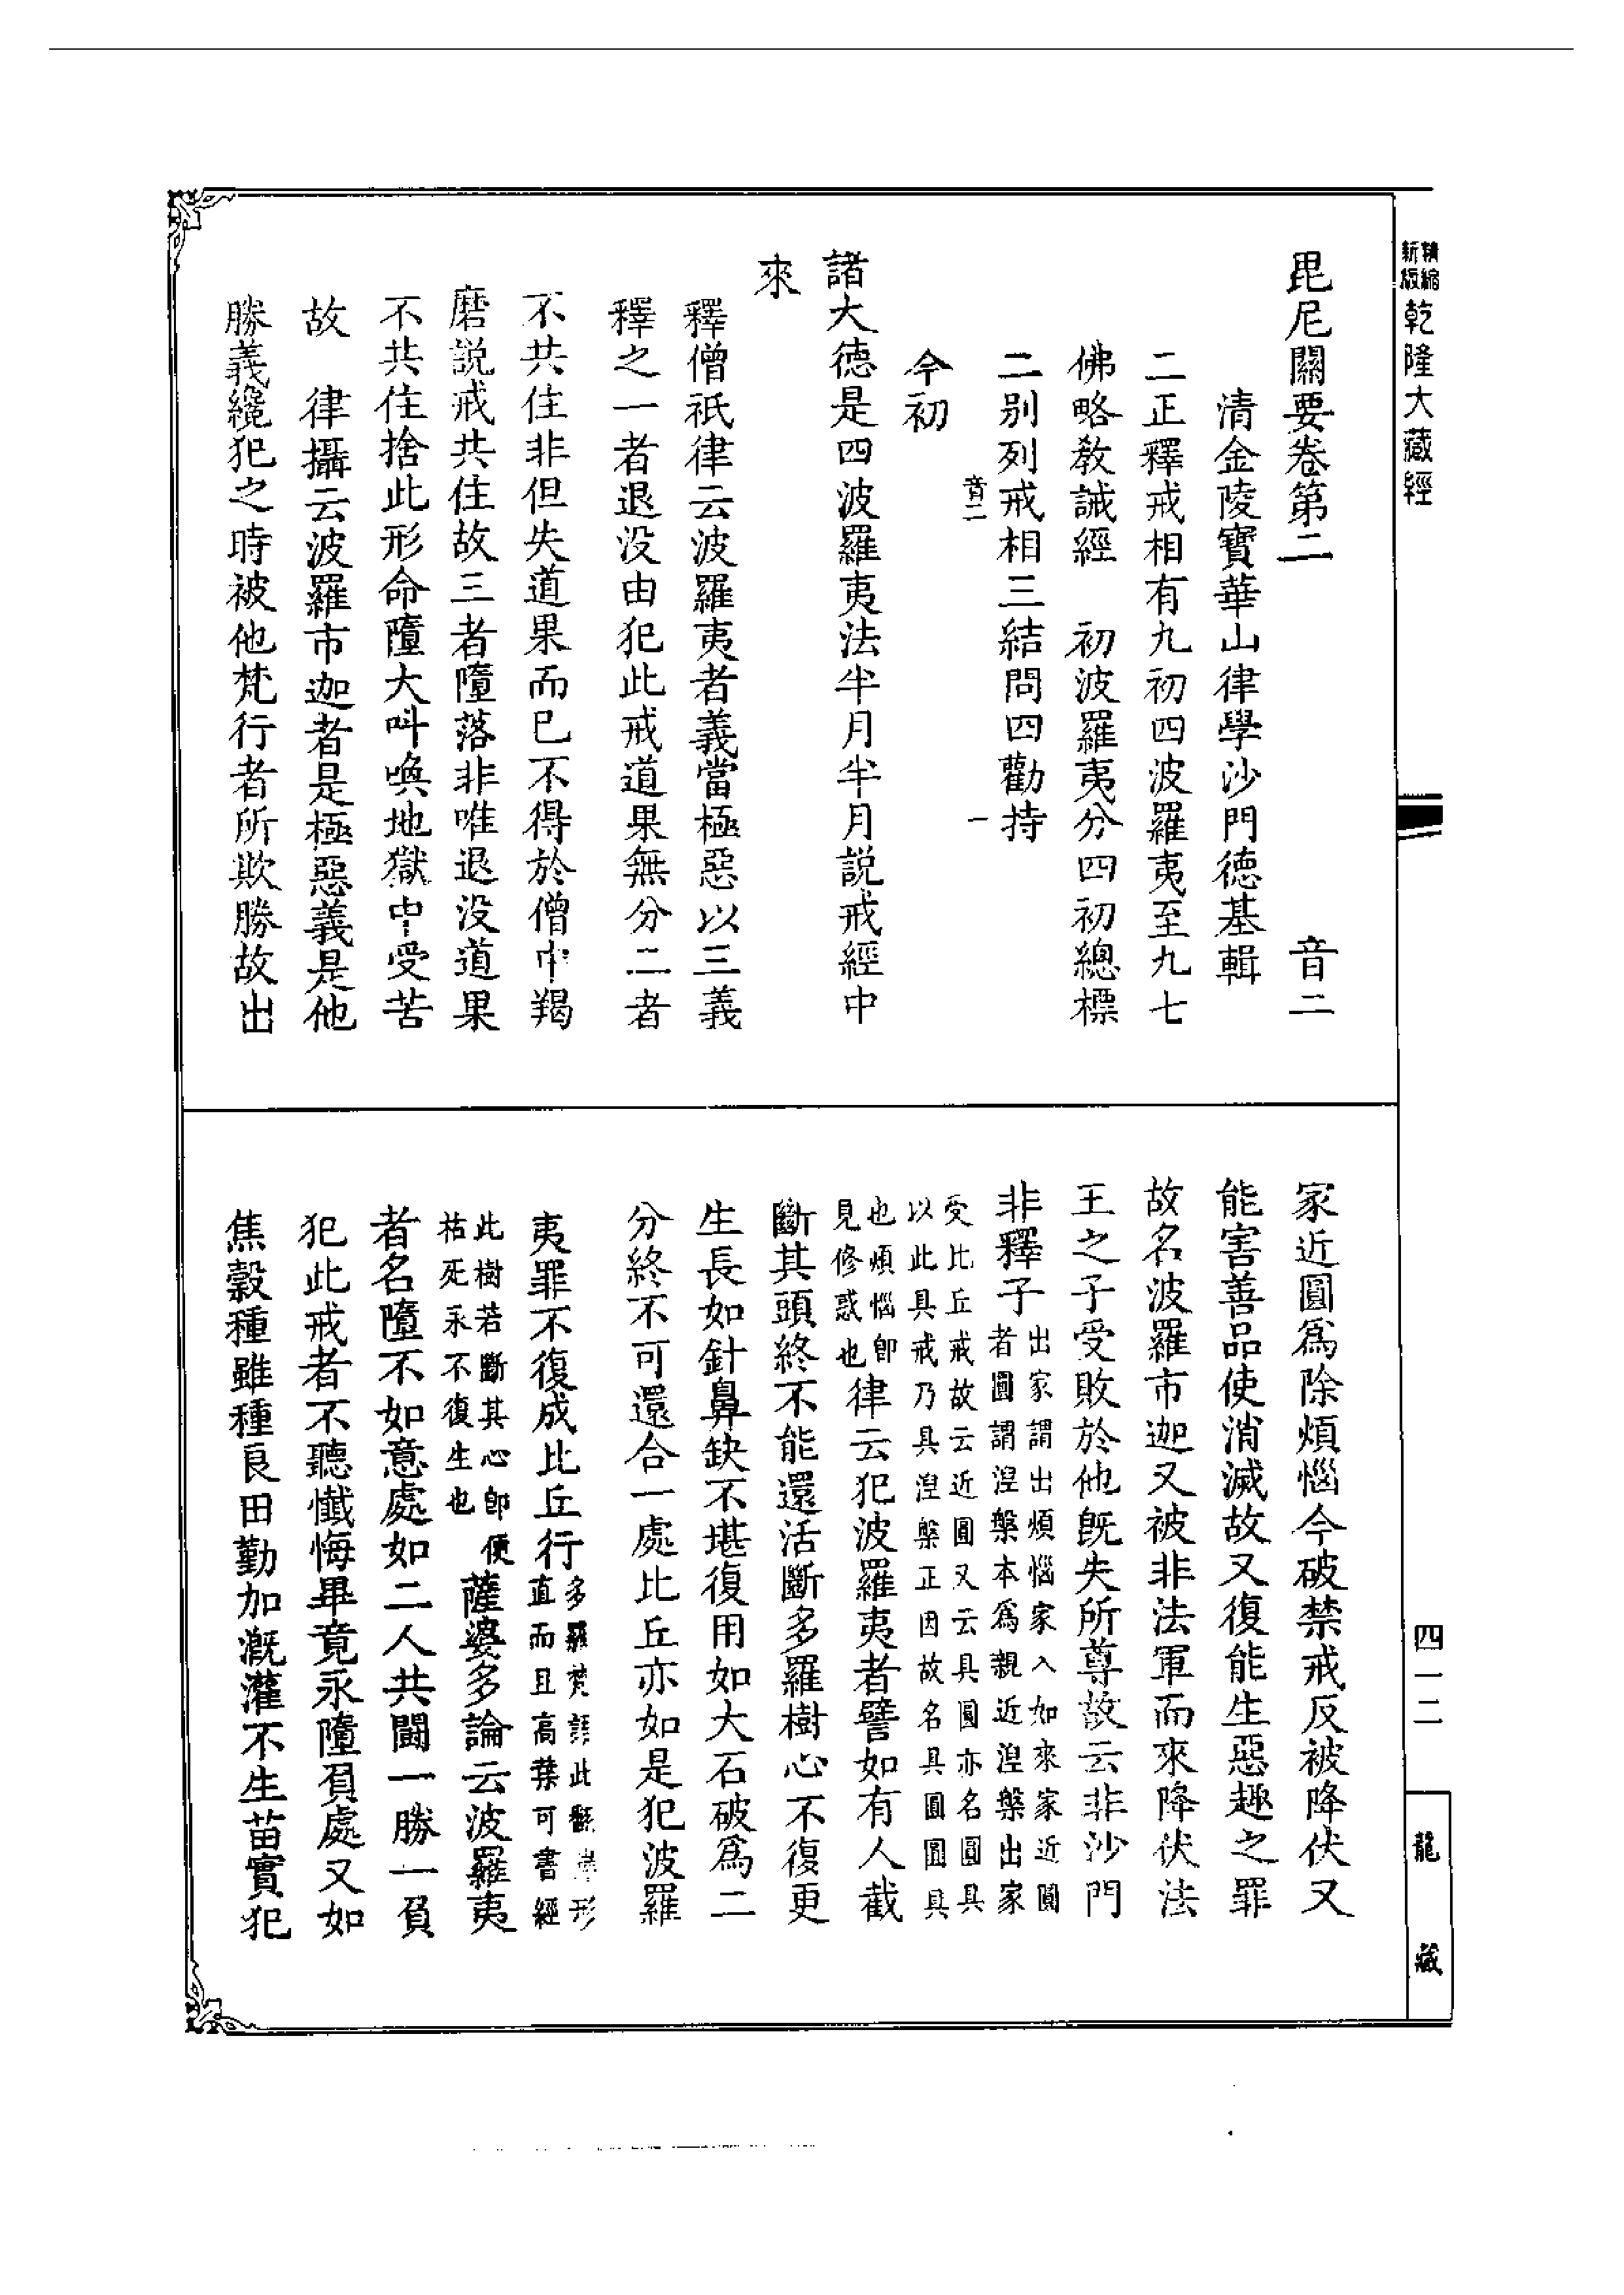 精縮新版乾隆大藏經
毘尼關要卷第二 音二
清金陵寶華山律學沙門德基輯
二正釋戒相有九初四波羅夷至九七
佛略教誡經 初波羅夷分四初總標
二別列戒相三結問四勸持
音二 一
今初
諸大德是四波羅夷法半月半月說戒經中
來
釋僧祇律云波羅夷者義當極惡以三義
釋之一者退没由犯此戒道果無分二者
不共住非但失道果而已不得於僧中羯
磨說戒共住故三者墮落非唯退没道果
不共住捨此形命墮大叫喚地獄中受苦
故 律攝云波羅市迦者是極惡義是他
勝義纔犯之時被他梵行者所欺勝故出
家近圓爲除煩惱今破禁戒反被降伏又
能害善品使消滅故又復能生惡趣之罪
故名波羅市迦又被非法軍而來降伏法
王之子受敗於他旣失所尊故云非沙門
非釋子出家謂出煩惱家入如來家近圓者圓謂涅槃本爲親近涅槃出家
受比丘戒故云近圓又云具圓亦名圓具以此具戒乃具涅槃正因故名具圓圓具
也煩惱卽見修惑也律云犯波羅夷者譬如有人截
斷其頭終不能還活斷多羅樹心不復更
生長如針鼻缺不堪復用如大石破爲二
分終不可還合一處比丘亦如是犯波羅
夷罪不復成比丘行多羅梵語此翻岸形直而且高葉可書經
此樹若斷其心卽便枯死永不復生也薩婆多論云波羅夷
者名墮不如意處如二人共鬭一勝一負
犯此戒者不聽懺悔畢竟永墮負處又如
焦穀種雖種良田勤加溉灌不生苗實犯
四一二
龍藏